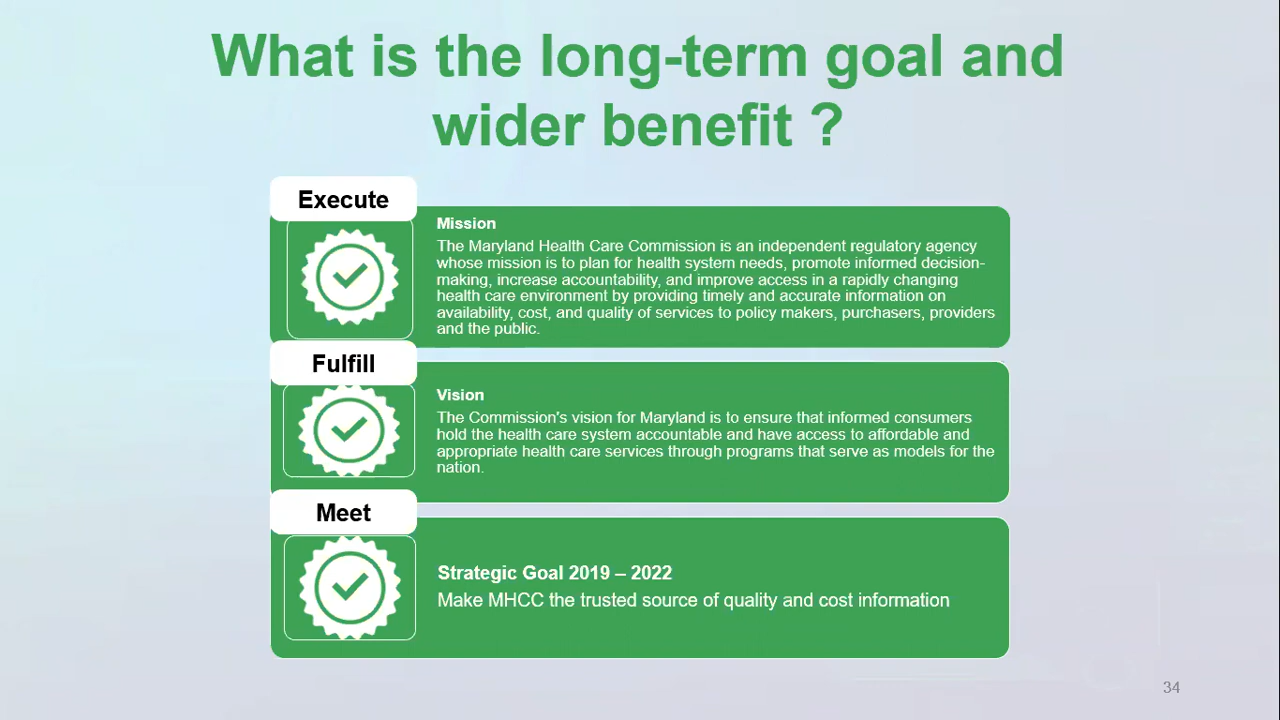 What is the long-term goal and
wider benefit ?
Execute
Mission
The Maryland Health Care Commission is an independent regulatory agency
whose mission is to plan for health system needs, promote informed decision-
making, increase accountability, and improve access in a rapidly changing
health care environment by providing timely and accurate information on
availability, cost, and quality of services to policy makers, purchasers, providers
and the public.
Fulfill
Vision
The Commission's vision for Maryland is to ensure that informed consumers
hold the health care system accountable and have access to affordable and
appropriate health care services through programs that serve as models for the
nation.
Meet
Strategic Goal 2019 – 2022
Make MHCC the trusted source of quality and cost information
34